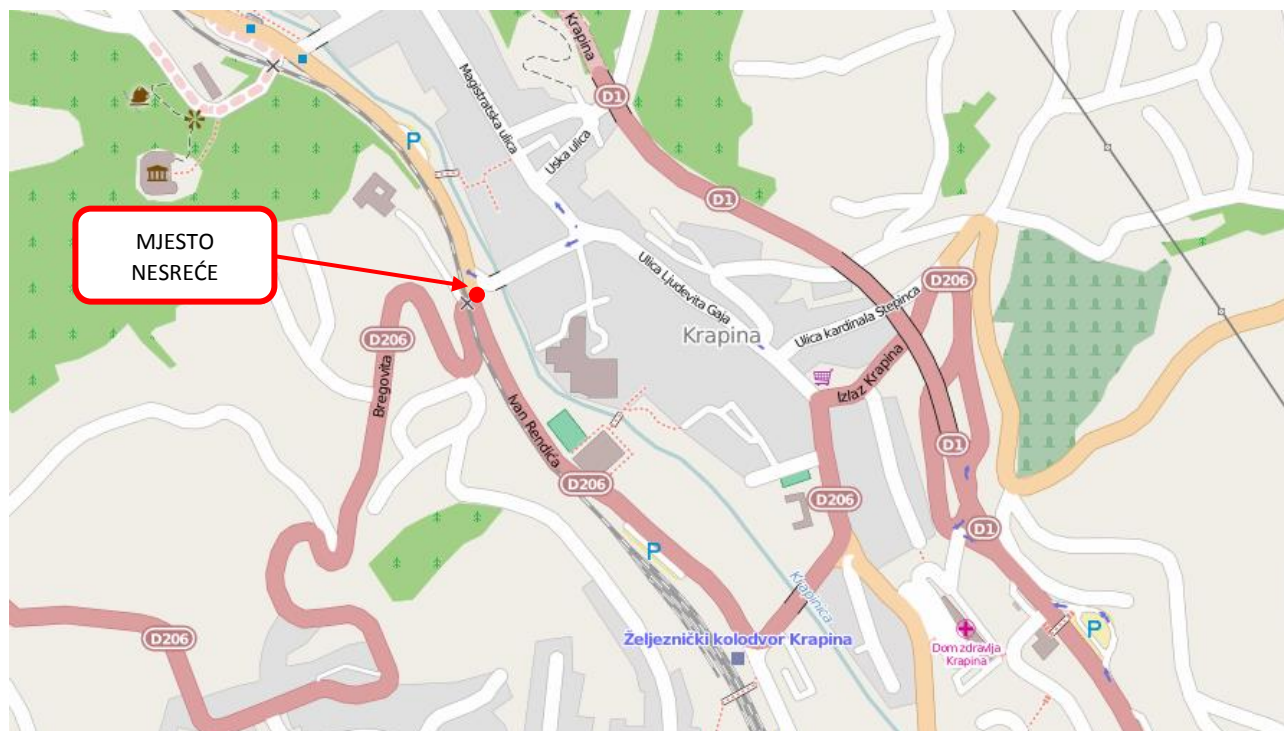 Krapina
D1
Magistratska ulica
P
Uska ulica
D1
MJESTO
NESREĆE
Ulica Ljudevita Gaja
D206
Krapina
Ulica kardinala Stepinca
D206
Bregovita
Izlaz Krapina
Ivan Rendića
D1
D206
D206
D1
P
Krapinica
D206
Željeznički kolodvor Krapina
P
Dom zdravlja
Krapina